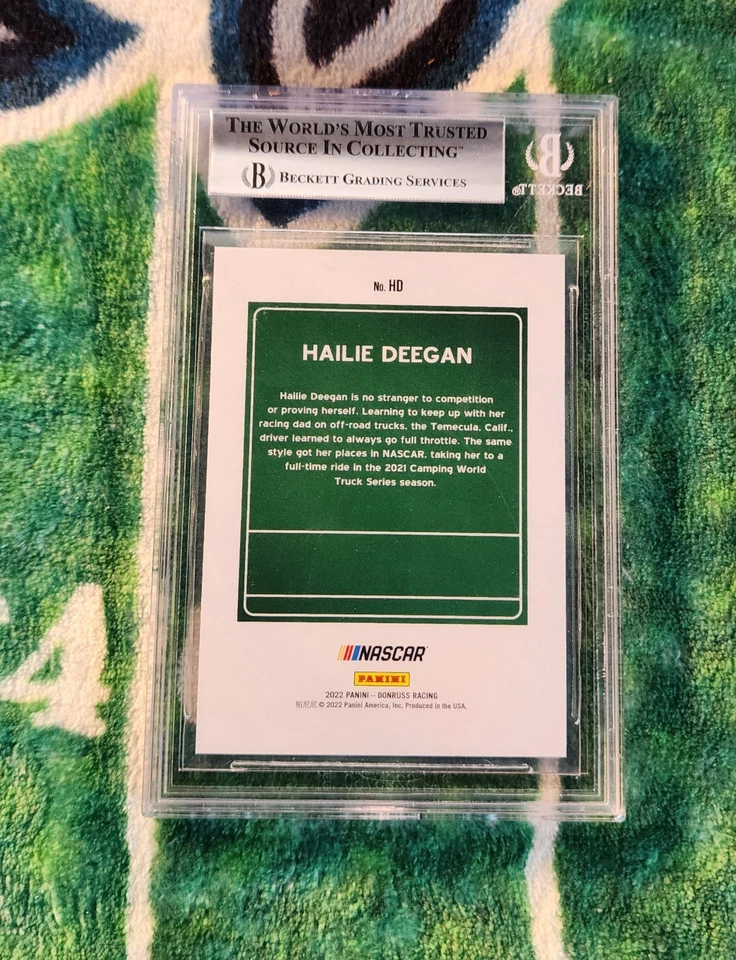 THE WORLD'S MOST TRUSTED
SOURCE IN COLLECTING™
B BECKETT GRADING SERVICES
B
BECKETT®
No. HD
HAILIE DEEGAN
Hailie Deegan is no stranger to competition
or proving herself. Learning to keep up with her
racing dad on off-road trucks, the Temecula, Calif.,
driver learned to always go full throttle. The same
style got her places in NASCAR, taking her to a
full-time ride in the 2021 Camping World
Truck Series season.
NASCAR
PANINI
2022 PANINI – DONRUSS RACING
帕尼尼 © 2022 Panini America, Inc. Produced in the USA.
4